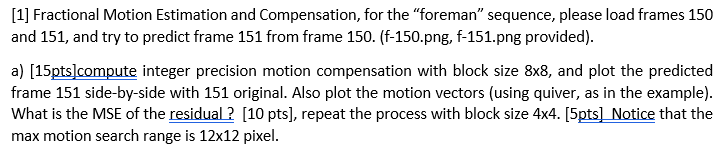 [1] Fractional Motion Estimation and Compensation, for the “foreman” sequence, please load frames 150
and 151, and try to predict frame 151 from frame 150. (f-150.png, f-151.png provided).
a) [15pts]compute integer precision motion compensation with block size 8x8, and plot the predicted
frame 151 side-by-side with 151 original. Also plot the motion vectors (using quiver, as in the example).
What is the MSE of the residual ? [10 pts], repeat the process with block size 4x4. [5pts] Notice that the
max motion search range is 12x12 pixel.